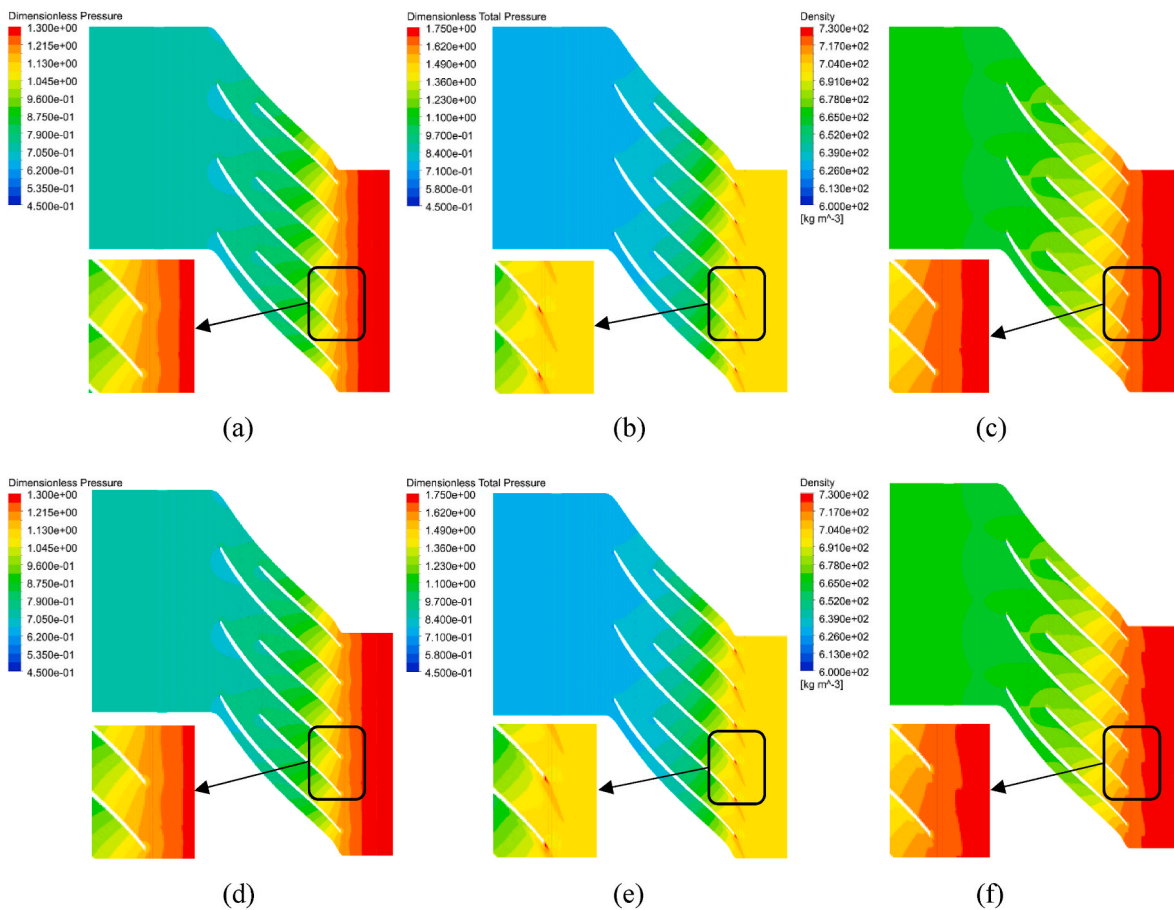 Dimensionless Pressure
1.300e+00
1.215e+00
1.130e+00
1.045e+00
9.600e-01
8.750e-01
7.900e-01
7.050e-01
6.200e-01
5.350e-01
4.500e-01
Dimensionless Total Pressure
1.750e+00
1.620e+00
1.490e+00
1.360e+00
1.230e+00
1.100e+00
9.700e-01
8.400e-01
7.100e-01
5.800e-01
4.500e-01
Density
7.300e+02
7.170e+02
7.040e+02
6.910e+02
6.780e+02
6.650e+02
6.520e+02
6.390e+02
6.260e+02
6.130e+02
6.000e+02
[kg m^-3]
(a)
(b)
(c)
Dimensionless Pressure
1.300e+00
1.215e+00
1.130e+00
1.045e+00
9.600e-01
8.750e-01
7.900e-01
7.050e-01
6.200e-01
5.350e-01
4.500e-01
Dimensionless Total Pressure
1.750e+00
1.620e+00
1.490e+00
1.360e+00
1.230e+00
1.100e+00
9.700e-01
8.400e-01
7.100e-01
5.800e-01
4.500e-01
Density
7.300e+02
7.170e+02
7.040e+02
6.910e+02
6.780e+02
6.650e+02
6.520e+02
6.390e+02
6.260e+02
6.130e+02
6.000e+02
[kg m^-3]
(d)
(e)
(f)